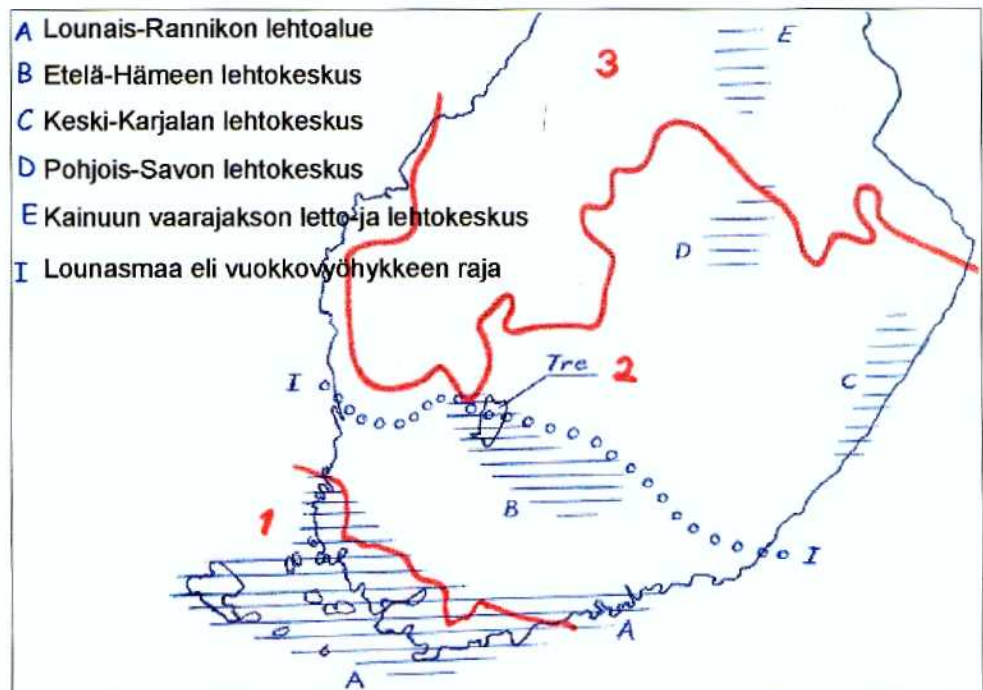 A Lounais-Rannikon lehtoalue
B Etelä-Hämeen lehtokeskus
C Keski-Karjalan lehtokeskus
D Pohjois-Savon lehtokeskus
E Kainuun vaarajakson letto-ja lehtokeskus
I Lounasmaa eli vuokkovyöhykkeen raja
E
3
D
Tre
2
I
C
B
1
I
A
A